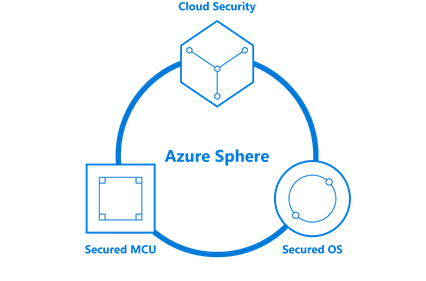 Cloud Security
Azure Sphere
Secured MCU
Secured OS